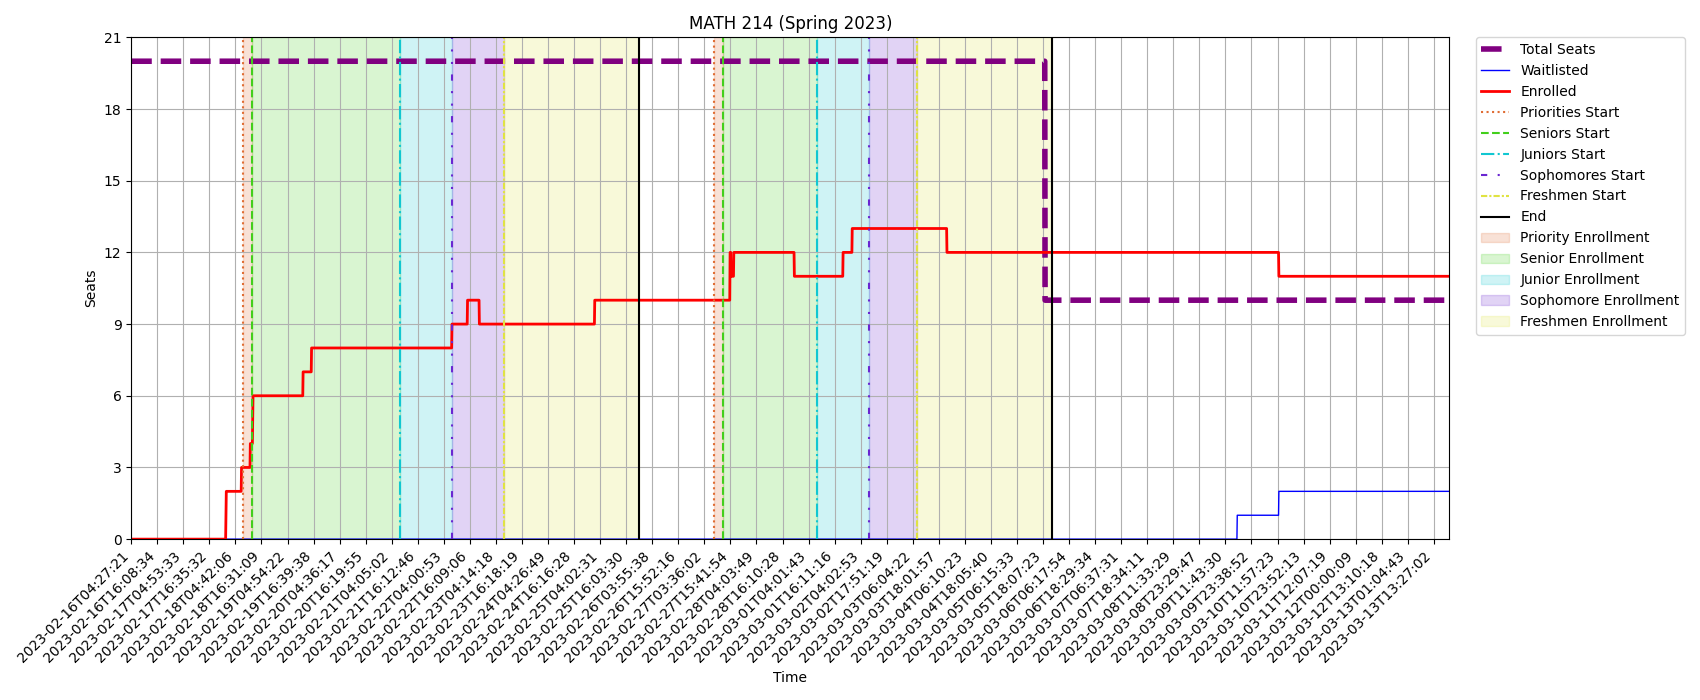 MATH 214 (Spring 2023)
21
18
15
12
9
6
3
0
Seats
2023-02-16T04:27:21
2023-02-16T16:08:34
2023-02-17T04:53:33
2023-02-17T16:35:32
2023-02-18T04:42:06
2023-02-18T16:31:09
2023-02-19T04:54:22
2023-02-19T16:39:38
2023-02-20T04:36:17
2023-02-20T16:19:55
2023-02-21T04:05:02
2023-02-21T16:12:46
2023-02-22T04:00:53
2023-02-22T16:09:06
2023-02-23T04:14:18
2023-02-23T16:18:19
2023-02-24T04:26:49
2023-02-24T16:16:28
2023-02-25T04:02:31
2023-02-25T16:03:30
2023-02-26T03:55:38
2023-02-26T15:52:16
2023-02-27T03:36:02
2023-02-27T15:41:54
2023-02-28T04:03:49
2023-02-28T16:10:28
2023-03-01T04:01:43
2023-03-01T16:11:16
2023-03-02T04:02:53
2023-03-02T17:51:19
2023-03-03T06:04:22
2023-03-03T18:01:57
2023-03-04T06:10:23
2023-03-04T18:05:40
2023-03-05T06:15:33
2023-03-05T18:07:23
2023-03-06T06:17:54
2023-03-06T18:29:34
2023-03-07T06:37:31
2023-03-07T18:34:11
2023-03-08T11:33:29
2023-03-08T23:29:47
2023-03-09T11:43:30
2023-03-09T23:38:52
2023-03-10T11:57:23
2023-03-10T23:52:13
2023-03-11T12:07:19
2023-03-12T00:00:09
2023-03-12T13:10:18
2023-03-13T01:04:43
2023-03-13T13:27:02
Time
Total Seats
Waitlisted
Enrolled
Priorities Start
Seniors Start
Juniors Start
Sophomores Start
Freshmen Start
End
Priority Enrollment
Senior Enrollment
Junior Enrollment
Sophomore Enrollment
Freshmen Enrollment